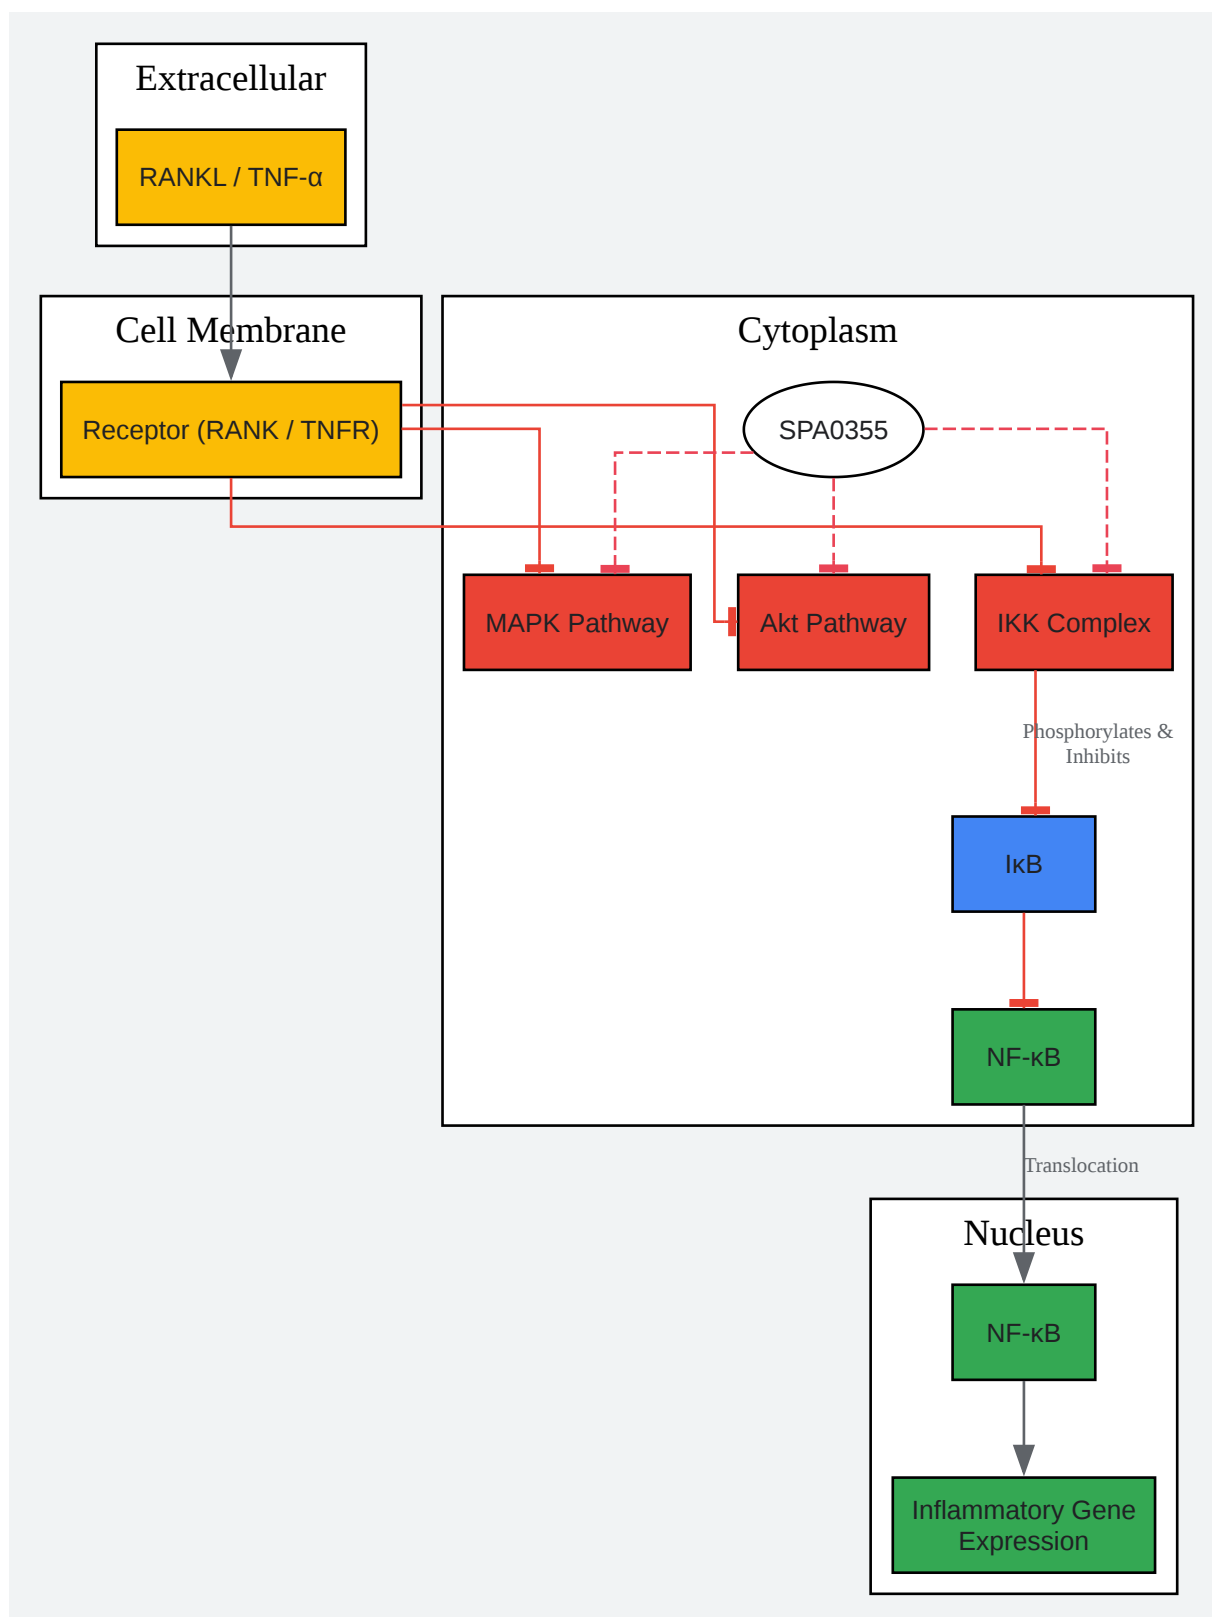 Extracellular
RANKL / TNF-α
Cell Membrane
Receptor (RANK / TNFR)
Cytoplasm
SPA0355
MAPK Pathway
Akt Pathway
IKK Complex
Phosphorylates &
Inhibits
IκB
NF-κB
Translocation
Nucleus
NF-κB
Inflammatory Gene
Expression